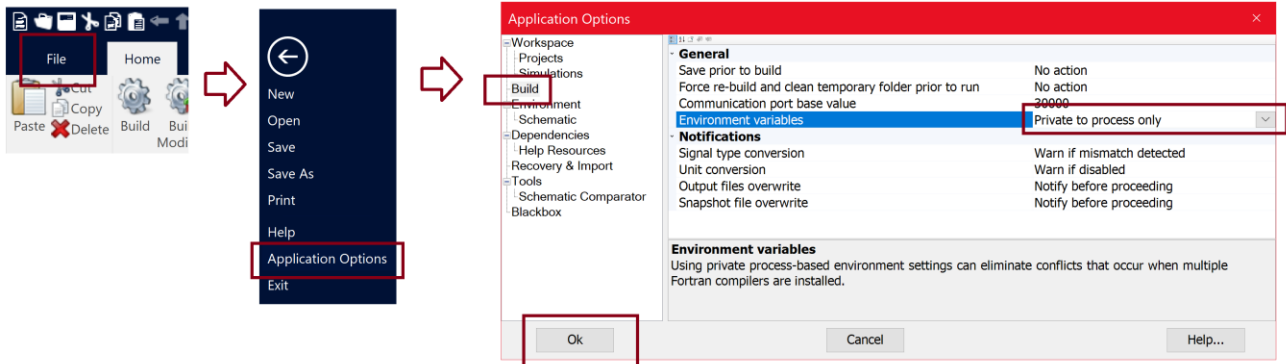 File
Home
Cut
Copy
Paste
Delete
Build
Bui
Modi
New
Open
Save
Save As
Print
Help
Application Options
Exit
Application Options
Workspace
Projects
Simulations
Build
Environment
Schematic
Dependencies
Help Resources
Recovery & Import
Tools
Schematic Comparator
Blackbox
General
Save prior to build No action
Force re-build and clean temporary folder prior to run No action
Communication port base value 30000
Environment variables Private to process only
Notifications
Signal type conversion Warn if mismatch detected
Unit conversion Warn if disabled
Output files overwrite Notify before proceeding
Snapshot file overwrite Notify before proceeding
Environment variables
Using private process-based environment settings can eliminate conflicts that occur when multiple
Fortran compilers are installed.
Ok Cancel Help...